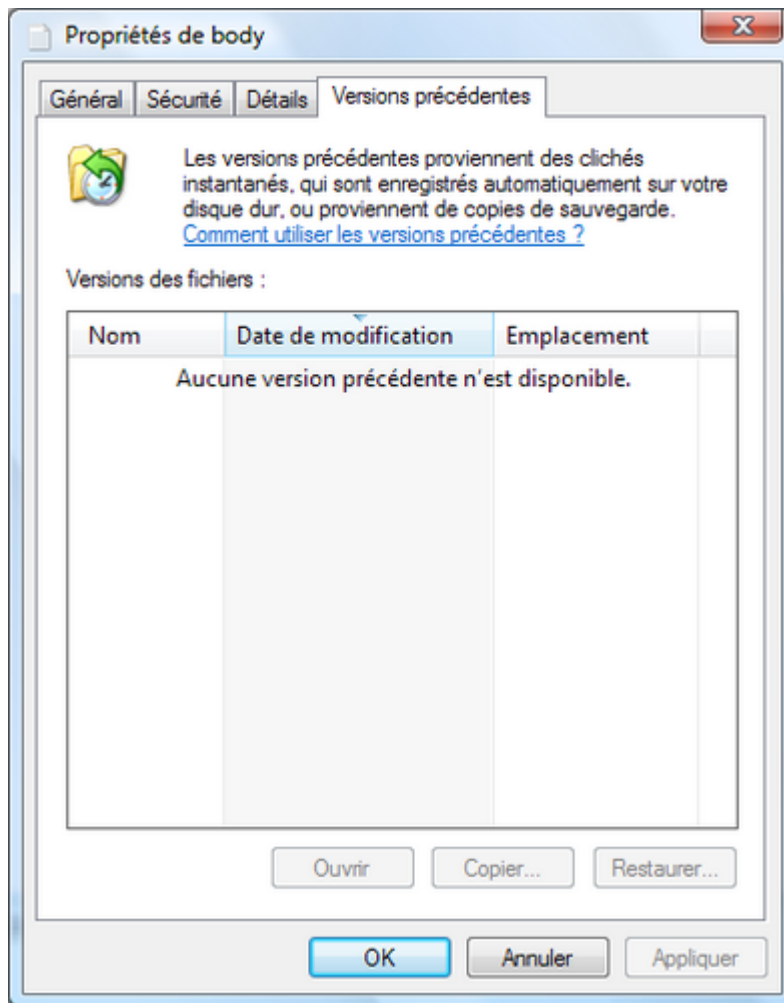 Propriétés de body
Général Sécurité Détails Versions précédentes
Les versions précédentes proviennent des clichés
instantanés, qui sont enregistrés automatiquement sur votre
disque dur, ou proviennent de copies de sauvegarde.
Comment utiliser les versions précédentes ?
Versions des fichiers :
Nom Date de modification Emplacement
Aucune version précédente n'est disponible.
Ouvrir Copier... Restaurer...
OK Annuler Appliquer